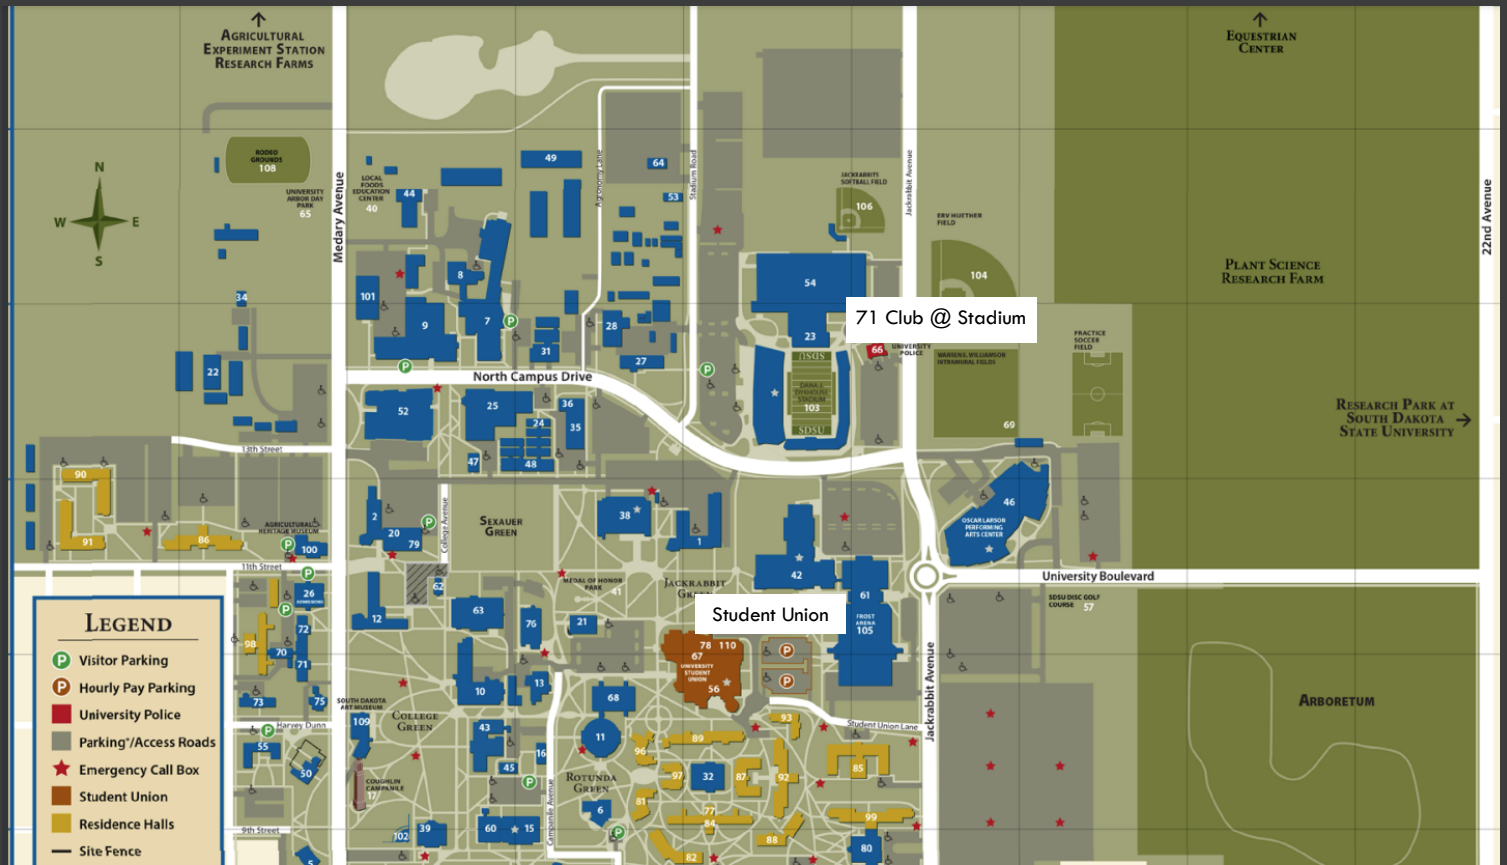 AGRICULTURAL
EXPERIMENT STATION
RESEARCH FARMS
EQUESTRIAN
CENTER
RODEO
GROUNDS
108
N
W
E
S
UNIVERSITY
ARBOR DAY
PARK
65
Medary Avenue
LOCAL
FOODS
EDUCATION
CENTER
40
44
49
64
53
Agronomy Lane
Stadium Road
JACKRABBITS
SOFTBALL FIELD
106
Jackrabbit Avenue
ERV HUETHER
FIELD
104
22nd Avenue
PLANT SCIENCE
RESEARCH FARM
34
101
8
9
7
P
31
28
27
P
P
54
23
71 Club @ Stadium
66
UNIVERSITY
POLICE
WARREN E. WILLIAMSON
INTRAMURAL FIELDS
69
PRACTICE
SOCCER
FIELD
22
North Campus Drive
SDSU
DANA J.
DYKHOUSE
STADIUM
103
SDSU
RESEARCH PARK AT
SOUTH DAKOTA
STATE UNIVERSITY
52
25
36
24
35
47
48
13th Street
90
91
86
AGRICULTURAL
HERITAGE MUSEUM
P
100
2
20
79
P
College Avenue
SEXAUER
GREEN
38
1
46
OSCAR LARSON
PERFORMING
ARTS CENTER
42
11th Street
P
26
P
62
MEDAL OF HONOR
PARK
41
JACKRABBIT
GREEN
61
FROST
ARENA
105
University Boulevard
SDSU DISC GOLF
COURSE 57
Student Union
12
63
76
21
72
98
70
71
73
75
10
13
68
78 110
67
UNIVERSITY
STUDENT
UNION
56
P
P
Student Union Lane
Jackrabbit Avenue
ARBORETUM
SOUTH DAKOTA
ART MUSEUM
109
COLLEGE
GREEN
Harvey Dunn
P
55
50
43
16
45
P
11
ROTUNDA
GREEN
6
P
93
89
96
97
32
87
92
85
81
77
84
88
99
80
82
COUGHLIN
CAMPANILE
17
Campanile Avenue
102
39
60
15
9th Street
5
LEGEND
P Visitor Parking
P Hourly Pay Parking
University Police
Parking*/Access Roads
Emergency Call Box
Student Union
Residence Halls
Site Fence